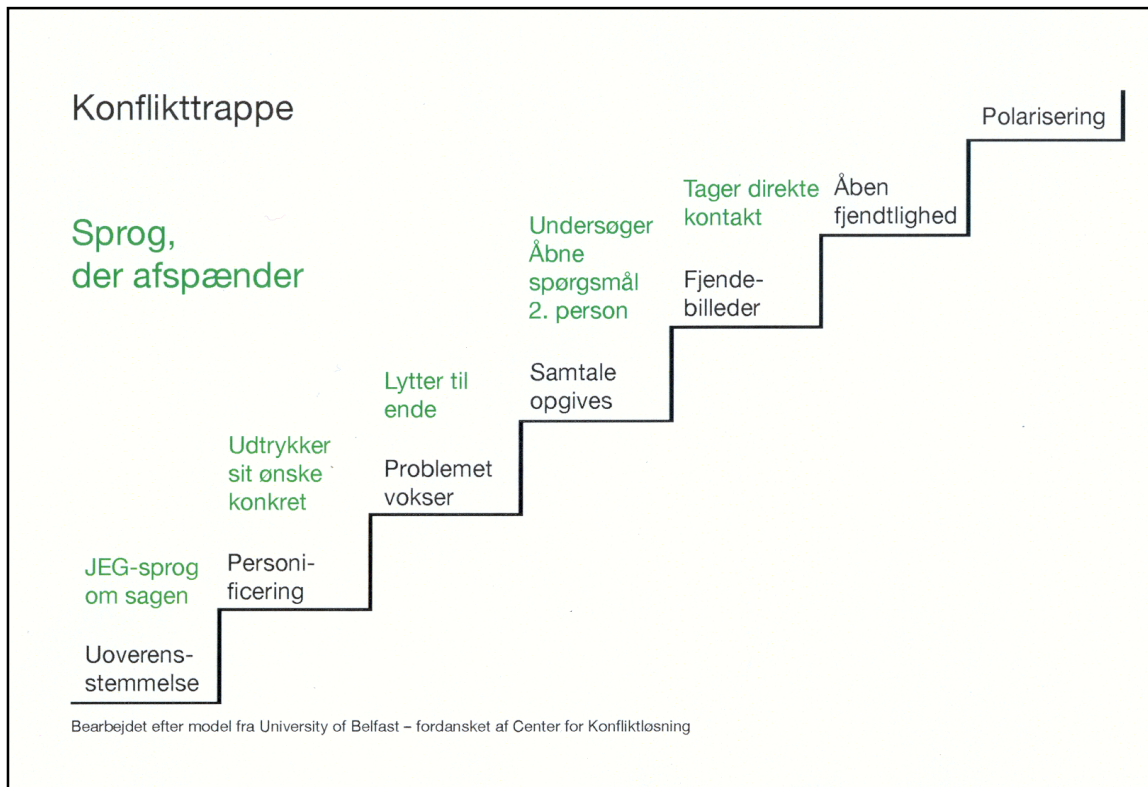 Konflikttrappe
Sprog,
der afspænder
JEG-sprog
om sagen
Uoverens-
stemmelse
Udtrykker
sit ønske
konkret
Personi-
ficering
Lytter til
ende
Problemet
vokser
Undersøger
Åbne
spørgsmål
2. person
Samtale
opgives
Tager direkte
kontakt
Fjende-
billeder
Åben
fjendtlighed
Polarisering
Bearbejdet efter model fra University of Belfast – fordansket af Center for Konfliktløsning